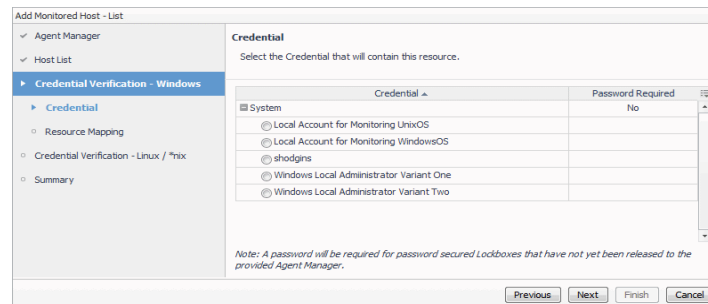 Add Monitored Host - List
Agent Manager
Host List
Credential Verification - Windows
Credential
Resource Mapping
Credential Verification - Linux / *nix
Summary
Credential
Select the Credential that will contain this resource.
Credential Password Required
System No
Local Account for Monitoring UnixOS
Local Account for Monitoring WindowsOS
shodgins
Windows Local Admiinistrator Variant One
Windows Local Administrator Variant Two
Note: A password will be required for password secured Lockboxes that have not yet been released to the
provided Agent Manager.
Previous Next Finish Cancel